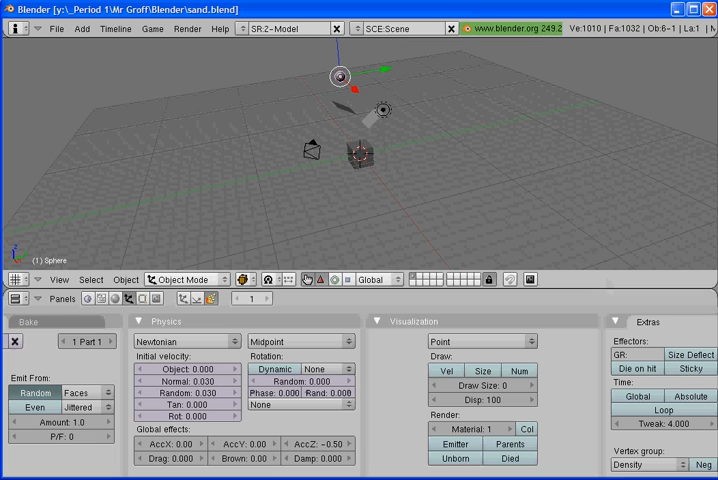 Blender [y:\_Period 1\Mr Groff\Blender\sand.blend]
File Add Timeline Game Render Help SR:2-Model SCE:Scene www.blender.org 249.2 Ve:1010 | Fa:1032 | Ob:6-1 | La:1 | M
(1) Sphere
View Select Object Object Mode Global
Panels 1
Bake Physics Visualization Extras
1 Part 1 Newtonian Midpoint Point Effectors:
Initial velocity: Rotation: Draw: GR: Size Deflect
Emit From: Object: 0.000 Dynamic None Vel Size Num Die on hit Sticky
Random Faces Normal: 0.030 Random: 0.000 Draw Size: 0 Time:
Even Jittered Random: 0.030 Phase: 0.000 Rand: 0.000 Disp: 100 Global Absolute
Amount: 1.0 Tan: 0.000 None Render: Loop
P/F: 0 Rot: 0.000 Material: 1 Col Tweak: 4.000
Global effects: Emitter Parents
AccX: 0.00 AccY: 0.00 AccZ: -0.50 Unborn Died Vertex group:
Drag: 0.000 Brown: 0.00 Damp: 0.000 Density Neg